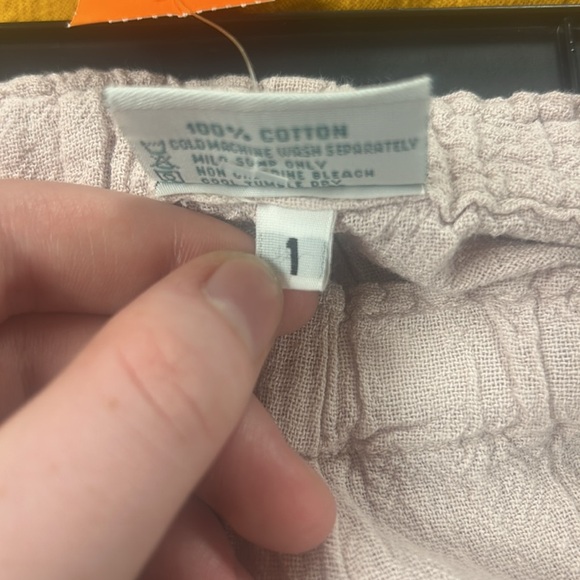 100% COTTON
COLD MACHINE WASH SEPARATELY
MILD SOAP ONLY
NON CHLORINE BLEACH
COOL TUMBLE DRY
1